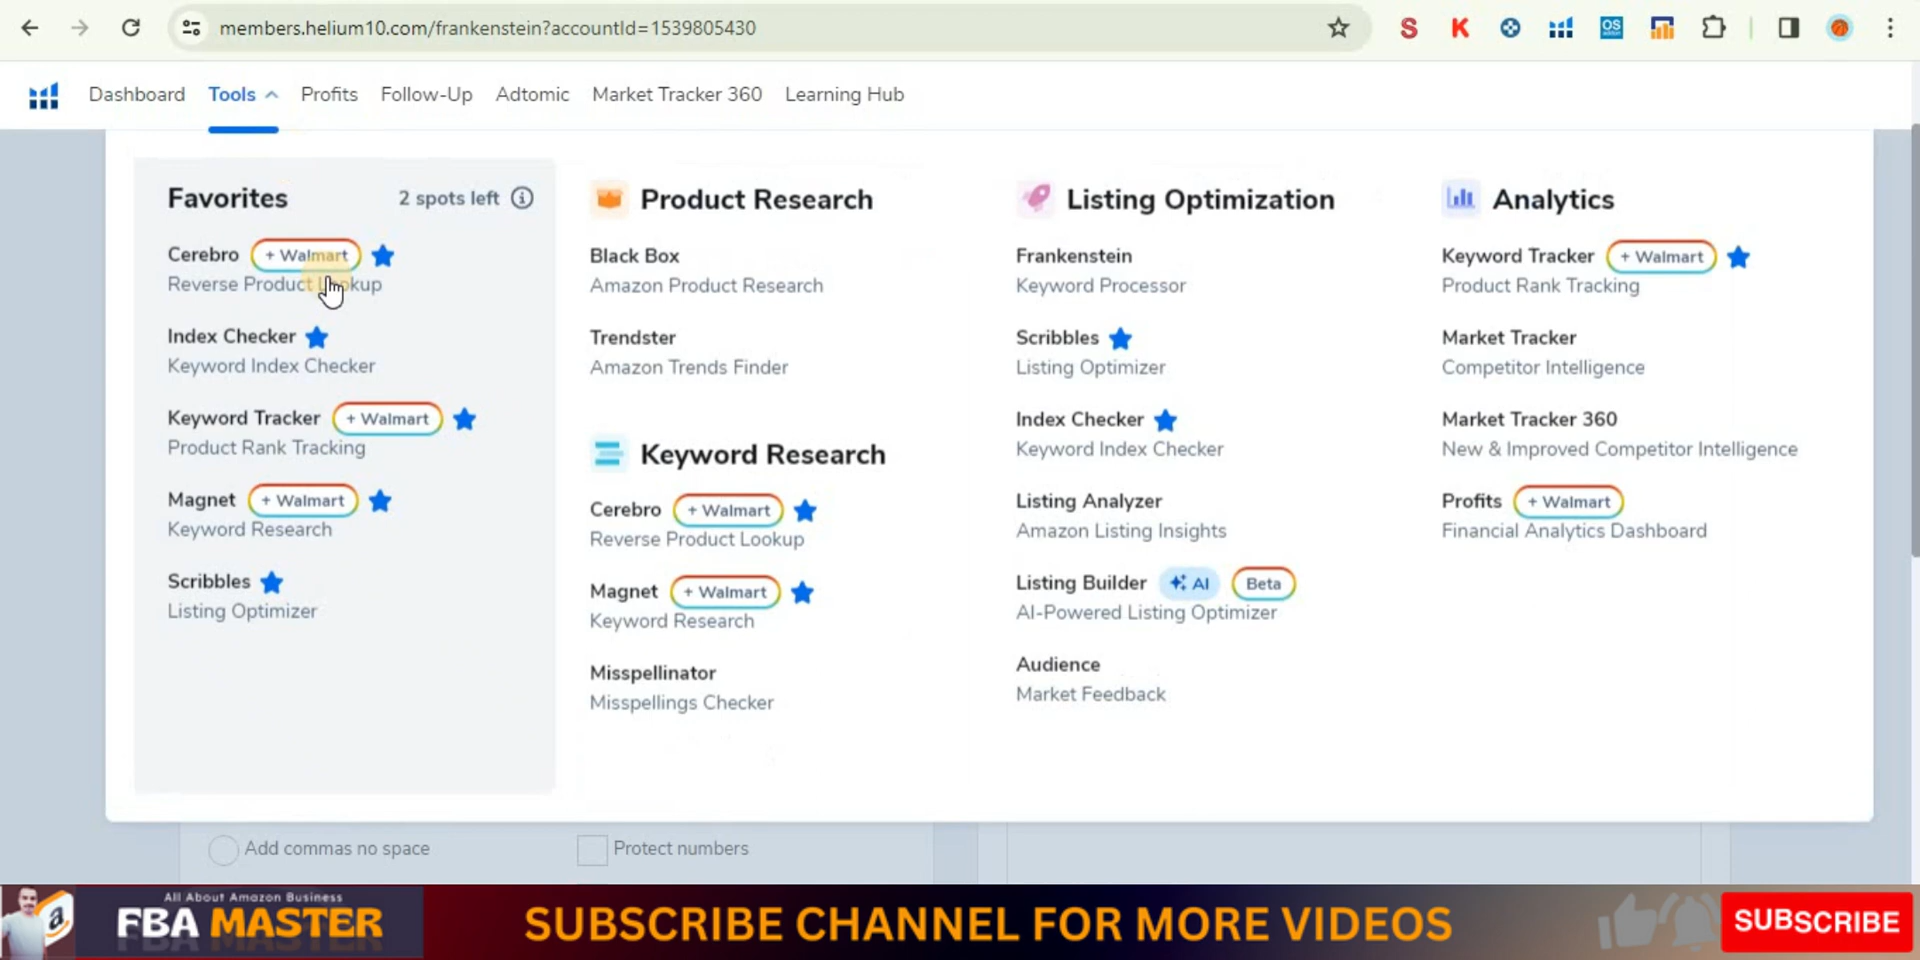 members.helium10.com/frankenstein?accountId=1539805430
S K OS
Dashboard Tools Profits Follow-Up Adtomic Market Tracker 360 Learning Hub
Favorites 2 spots left
Cerebro + Walmart
Reverse Product Lookup
Index Checker
Keyword Index Checker
Keyword Tracker + Walmart
Product Rank Tracking
Magnet + Walmart
Keyword Research
Scribbles
Listing Optimizer
Product Research
Black Box
Amazon Product Research
Trendster
Amazon Trends Finder
Keyword Research
Cerebro + Walmart
Reverse Product Lookup
Magnet + Walmart
Keyword Research
Misspellinator
Misspellings Checker
Listing Optimization
Frankenstein
Keyword Processor
Scribbles
Listing Optimizer
Index Checker
Keyword Index Checker
Listing Analyzer
Amazon Listing Insights
Listing Builder AI Beta
AI-Powered Listing Optimizer
Audience
Market Feedback
Analytics
Keyword Tracker + Walmart
Product Rank Tracking
Market Tracker
Competitor Intelligence
Market Tracker 360
New & Improved Competitor Intelligence
Profits + Walmart
Financial Analytics Dashboard
Add commas no space
Protect numbers
All About Amazon Business
FBA MASTER
SUBSCRIBE CHANNEL FOR MORE VIDEOS
SUBSCRIBE